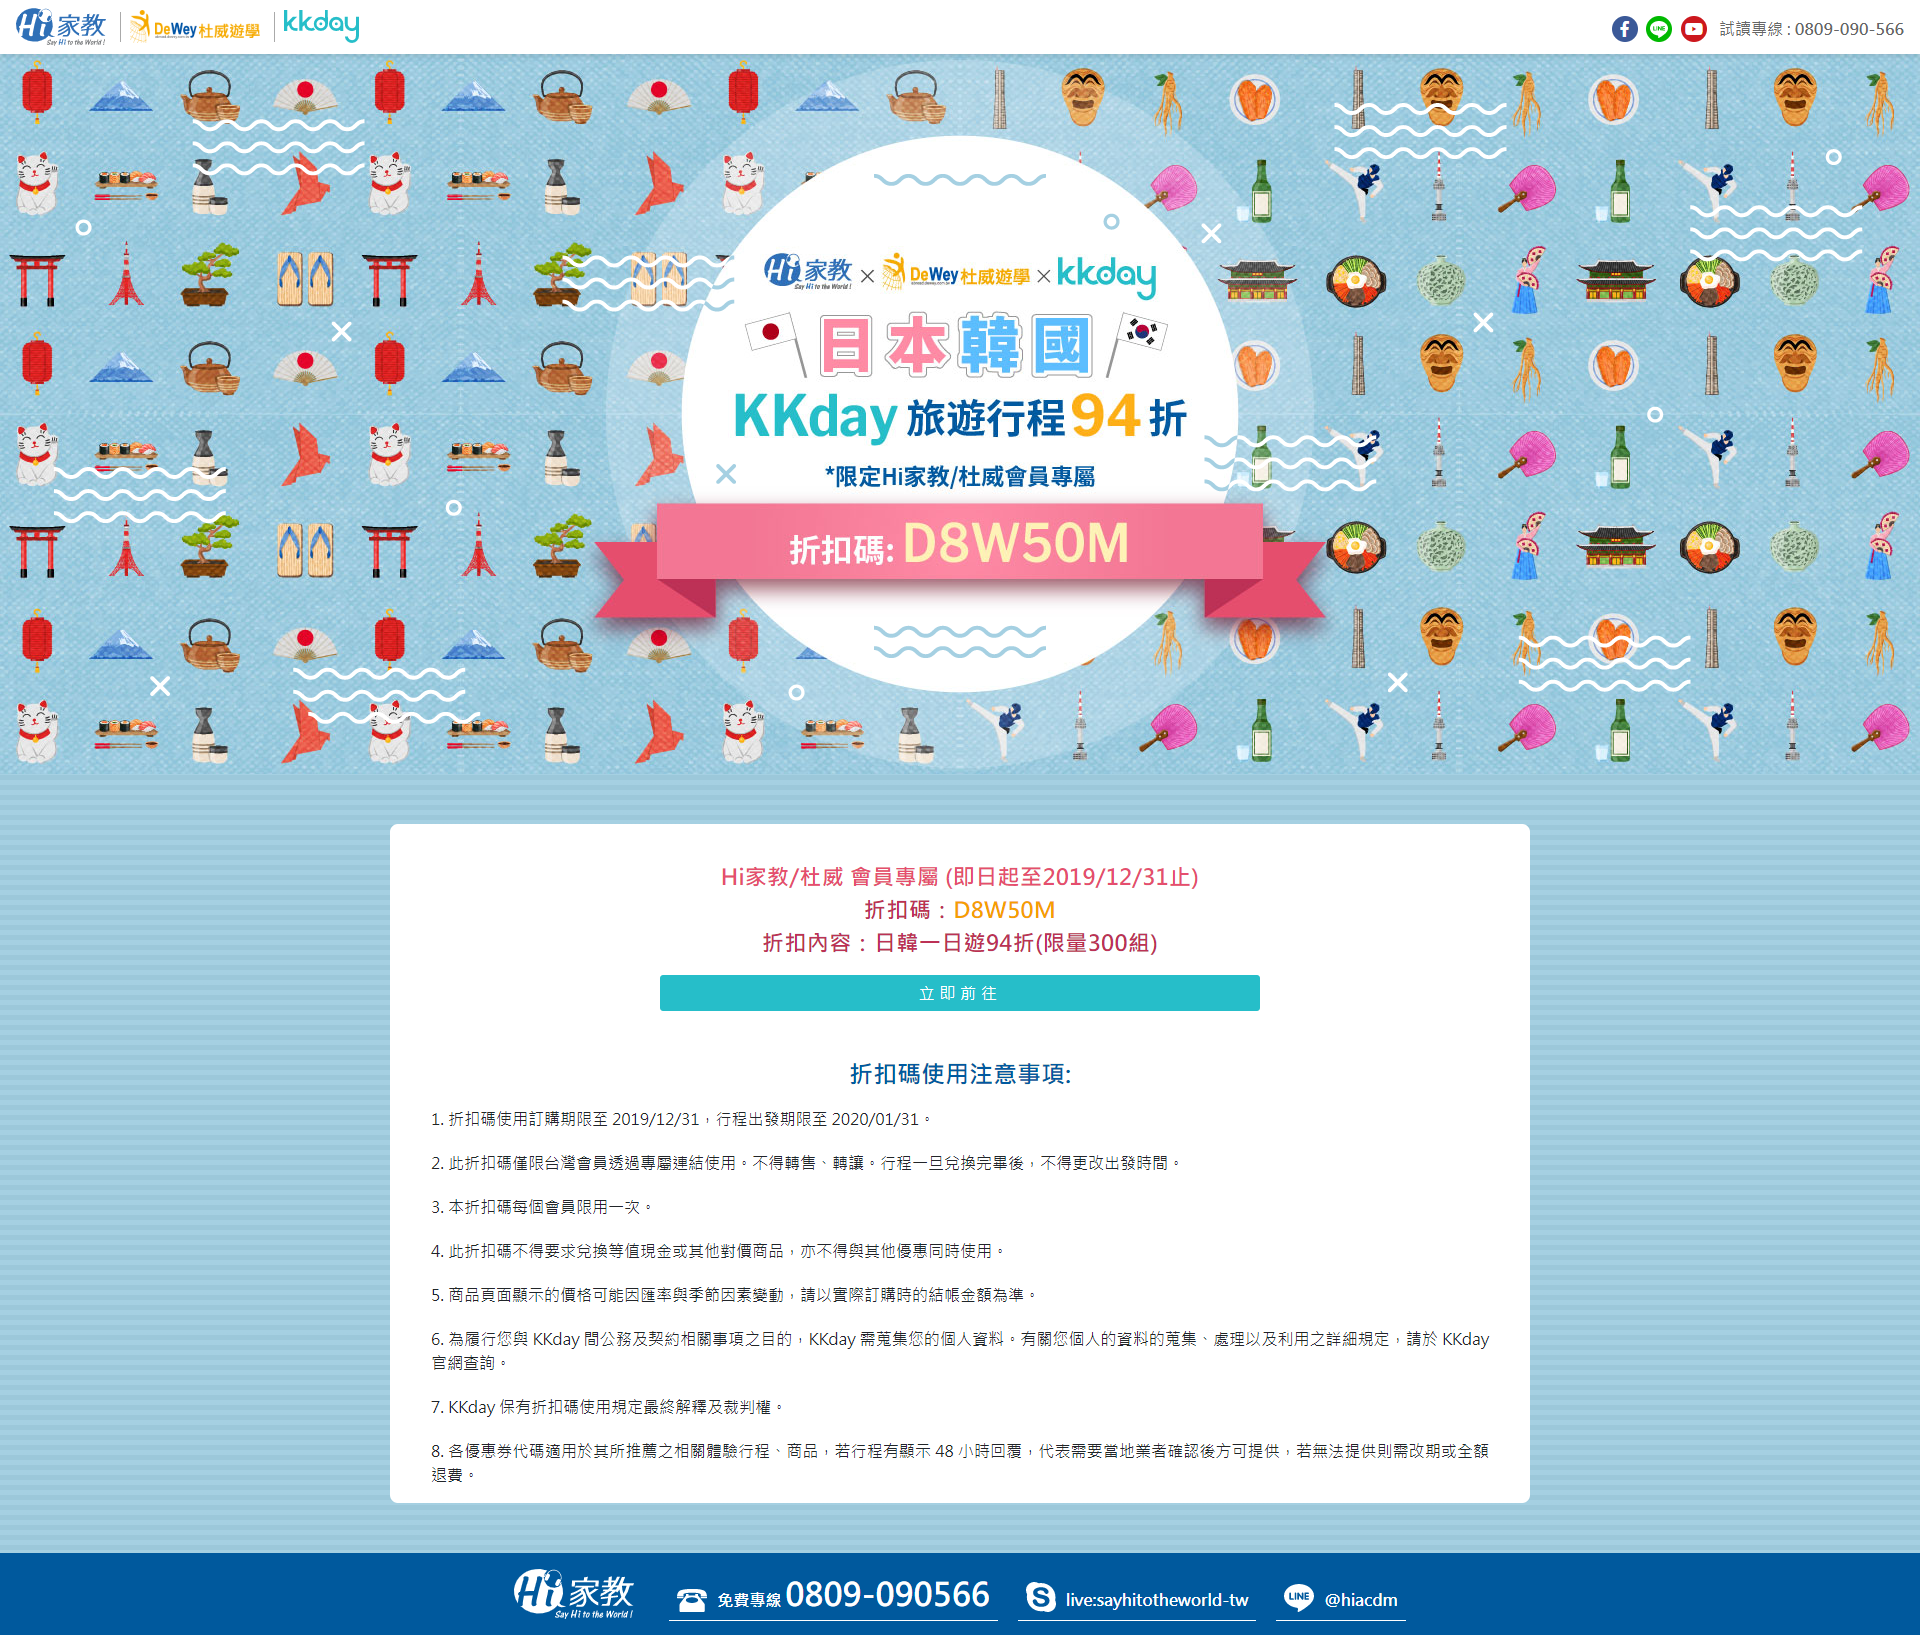 Hi 家教
Say Hi to the World !
DeWey 杜威遊學
kkday
LINE
試讀專線 : 0809-090-566
Hi 家教
Say Hi to the World !
×
DeWey 杜威遊學
×
kkday
日本韓國
KKday 旅遊行程94折
*限定Hi家教/杜威會員專屬
折扣碼: D8W50M
Hi家教/杜威 會員專屬 (即日起至2019/12/31止)
折扣碼：D8W50M
折扣內容：日韓一日遊94折(限量300組)
立即前往
折扣碼使用注意事項:
1. 折扣碼使用訂購期限至 2019/12/31，行程出發期限至 2020/01/31。
2. 此折扣碼僅限台灣會員透過專屬連結使用。不得轉售、轉讓。行程一旦兌換完畢後，不得更改出發時間。
3. 本折扣碼每個會員限用一次。
4. 此折扣碼不得要求兌換等值現金或其他對價商品，亦不得與其他優惠同時使用。
5. 商品頁面顯示的價格可能因匯率與季節因素變動，請以實際訂購時的結帳金額為準。
6. 為履行您與 KKday 間公務及契約相關事項之目的，KKday 需蒐集您的個人資料。有關您個人的資料的蒐集、處理以及利用之詳細規定，請於 KKday
官網查詢。
7. KKday 保有折扣碼使用規定最終解釋及裁判權。
8. 各優惠券代碼適用於其所推薦之相關體驗行程、商品，若行程有顯示 48 小時回覆，代表需要當地業者確認後方可提供，若無法提供則需改期或全額
退費。
Hi 家教
Say Hi to the World !
免費專線 0809-090566
live:sayhitotheworld-tw
LINE
@hiacdm